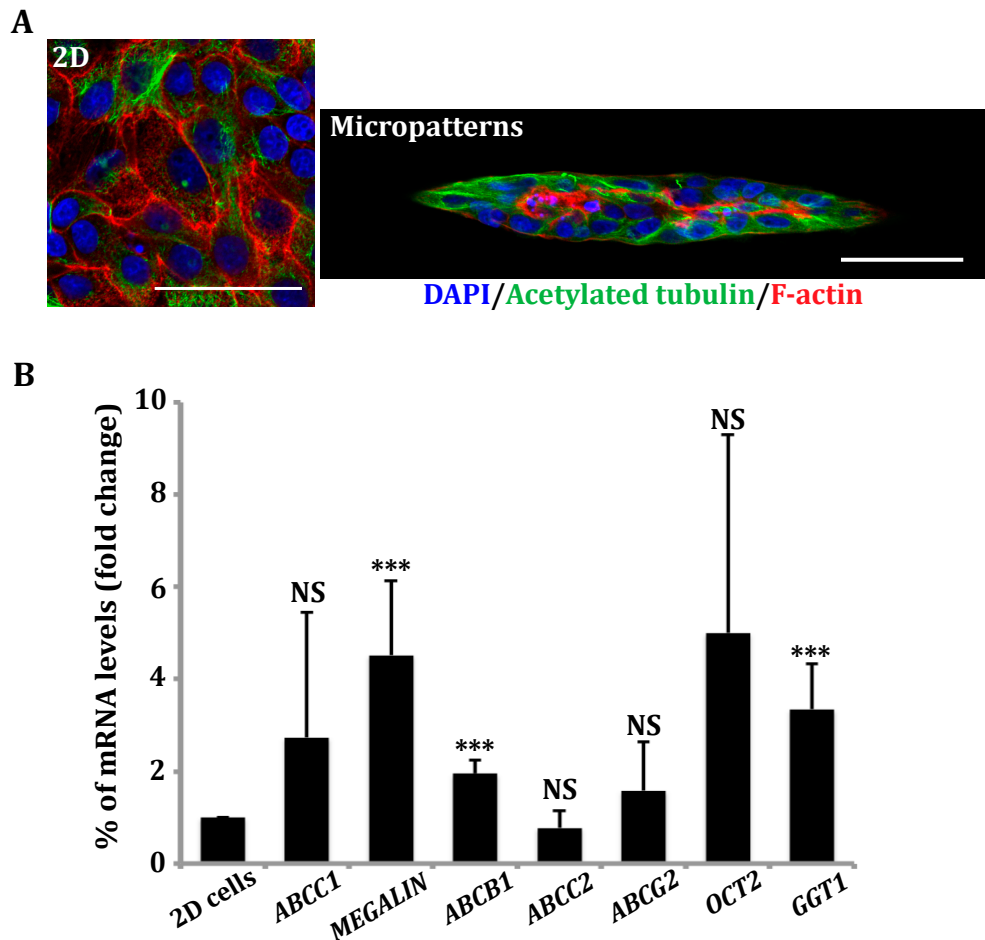 A
2D
Micropatterns
DAPI/Acetylated tubulin/F-actin
B
% of mRNA levels (fold change)
10
8
6
4
2
0
NS
***
***
NS
NS
NS
***
2D cells
ABCC1
MEGALIN
ABCB1
ABCC2
ABCG2
OCT2
GGT1